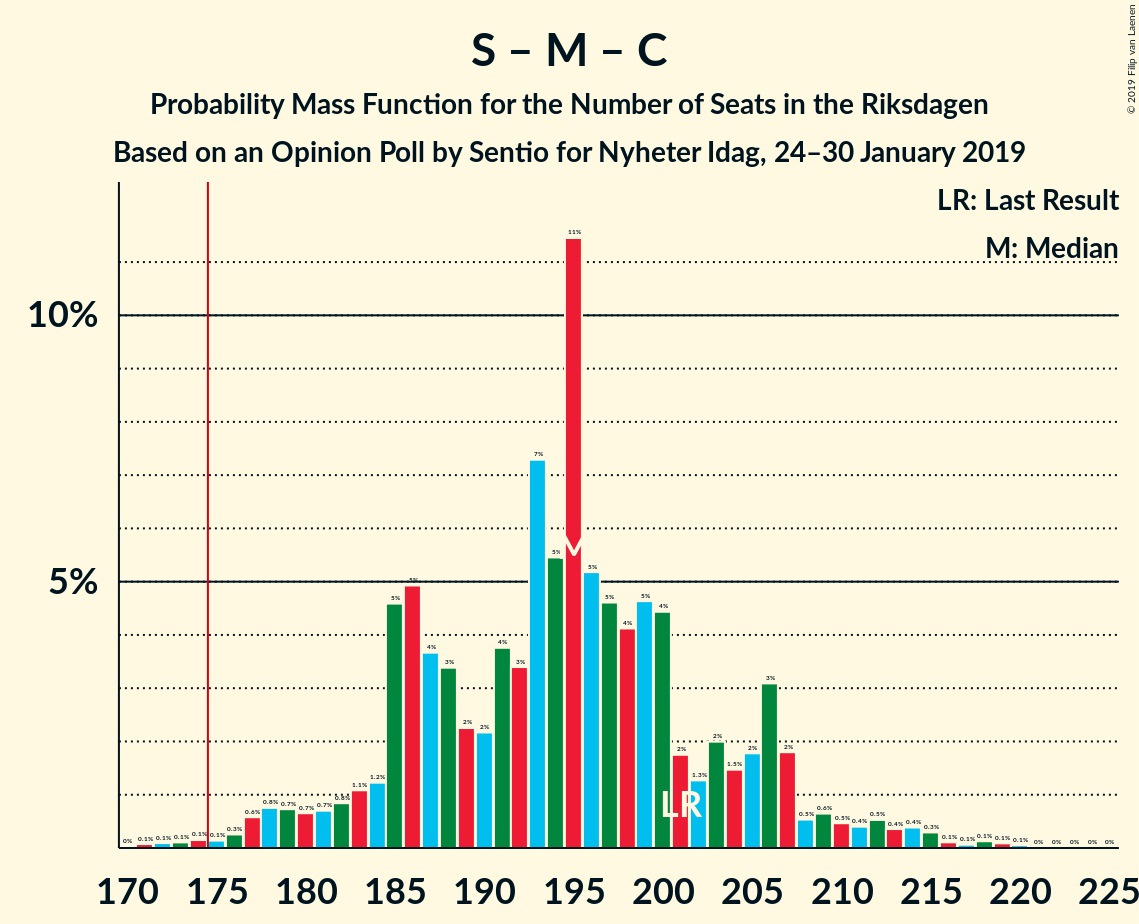 S – M – C
Probability Mass Function for the Number of Seats in the Riksdagen
Based on an Opinion Poll by Sentio for Nyheter Idag, 24–30 January 2019
© 2019 Filip van Laenen
LR: Last Result
M: Median
10%
5%
0% 0.1% 0.1% 0.1% 0.1% 0.1% 0.3% 0.6% 0.8% 0.7% 0.7% 0.7% 0.8% 1.1% 1.2% 5% 5% 4% 3% 2% 2% 4% 3% 7% 5% 11% 5% 5% 4% 5% 4% 2% 1.3% 2% 1.5% 2% 3% 2% 0.5% 0.6% 0.5% 0.4% 0.5% 0.4% 0.4% 0.3% 0.1% 0.1% 0.1% 0.1% 0.1% 0% 0% 0% 0% 0%
M
LR
170 175 180 185 190 195 200 205 210 215 220 225